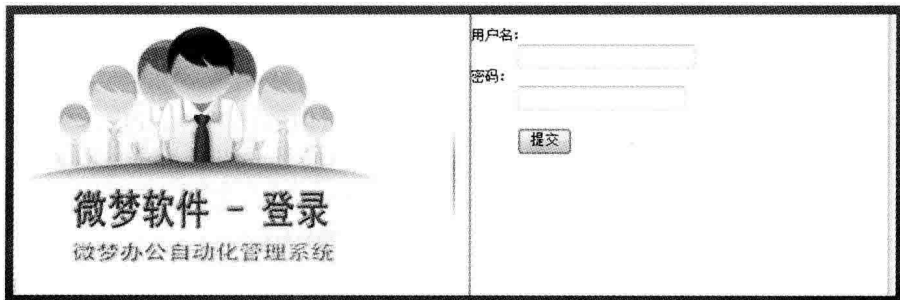 微梦软件 - 登录
微梦办公自动化管理系统
用户名：
密码：
提交